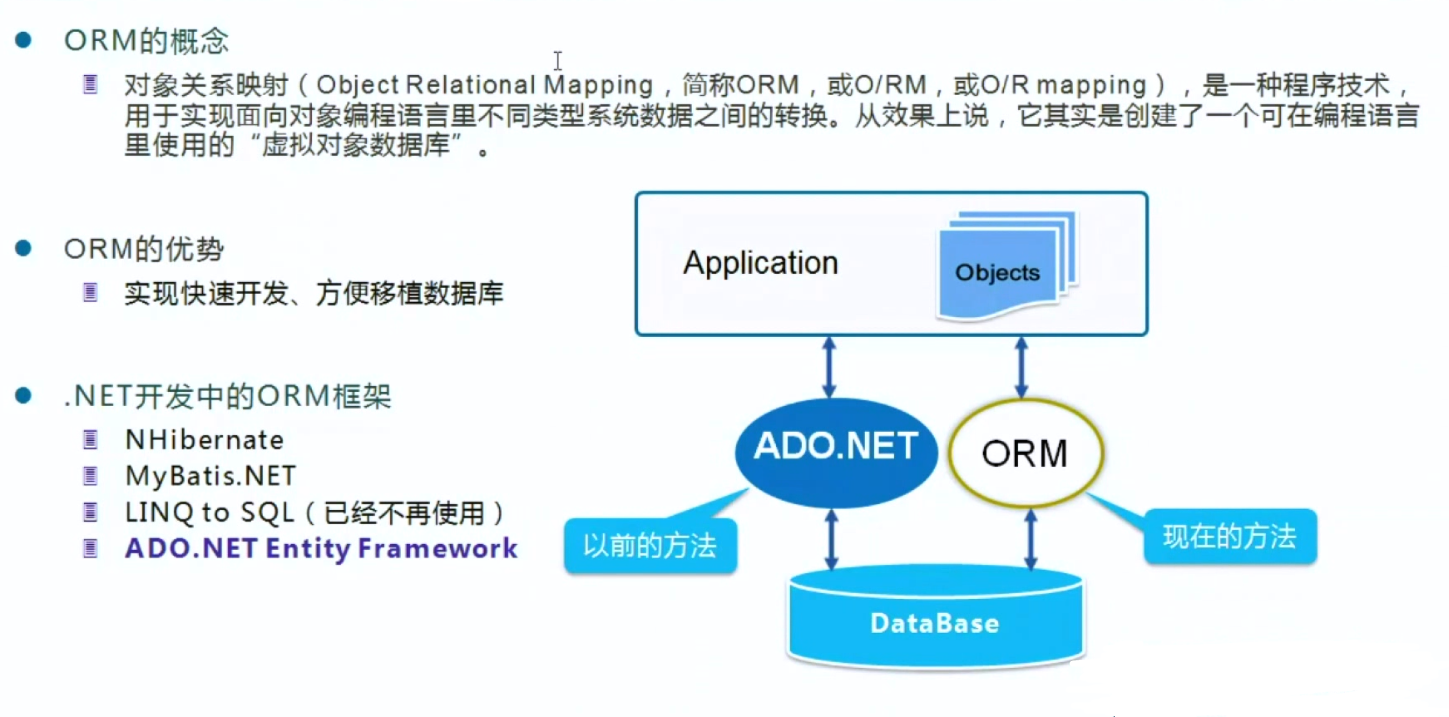 ORM的概念
对象关系映射（Object Relational Mapping，简称ORM，或O/RM，或O/R mapping），是一种程序技术，
用于实现面向对象编程语言里不同类型系统数据之间的转换。从效果上说，它其实是创建了一个可在编程语言
里使用的“虚拟对象数据库”。
ORM的优势
实现快速开发、方便移植数据库
.NET开发中的ORM框架
NHibernate
MyBatis.NET
LINQ to SQL（已经不再使用）
ADO.NET Entity Framework
Application
Objects
ADO.NET
ORM
以前的方法
现在的方法
DataBase